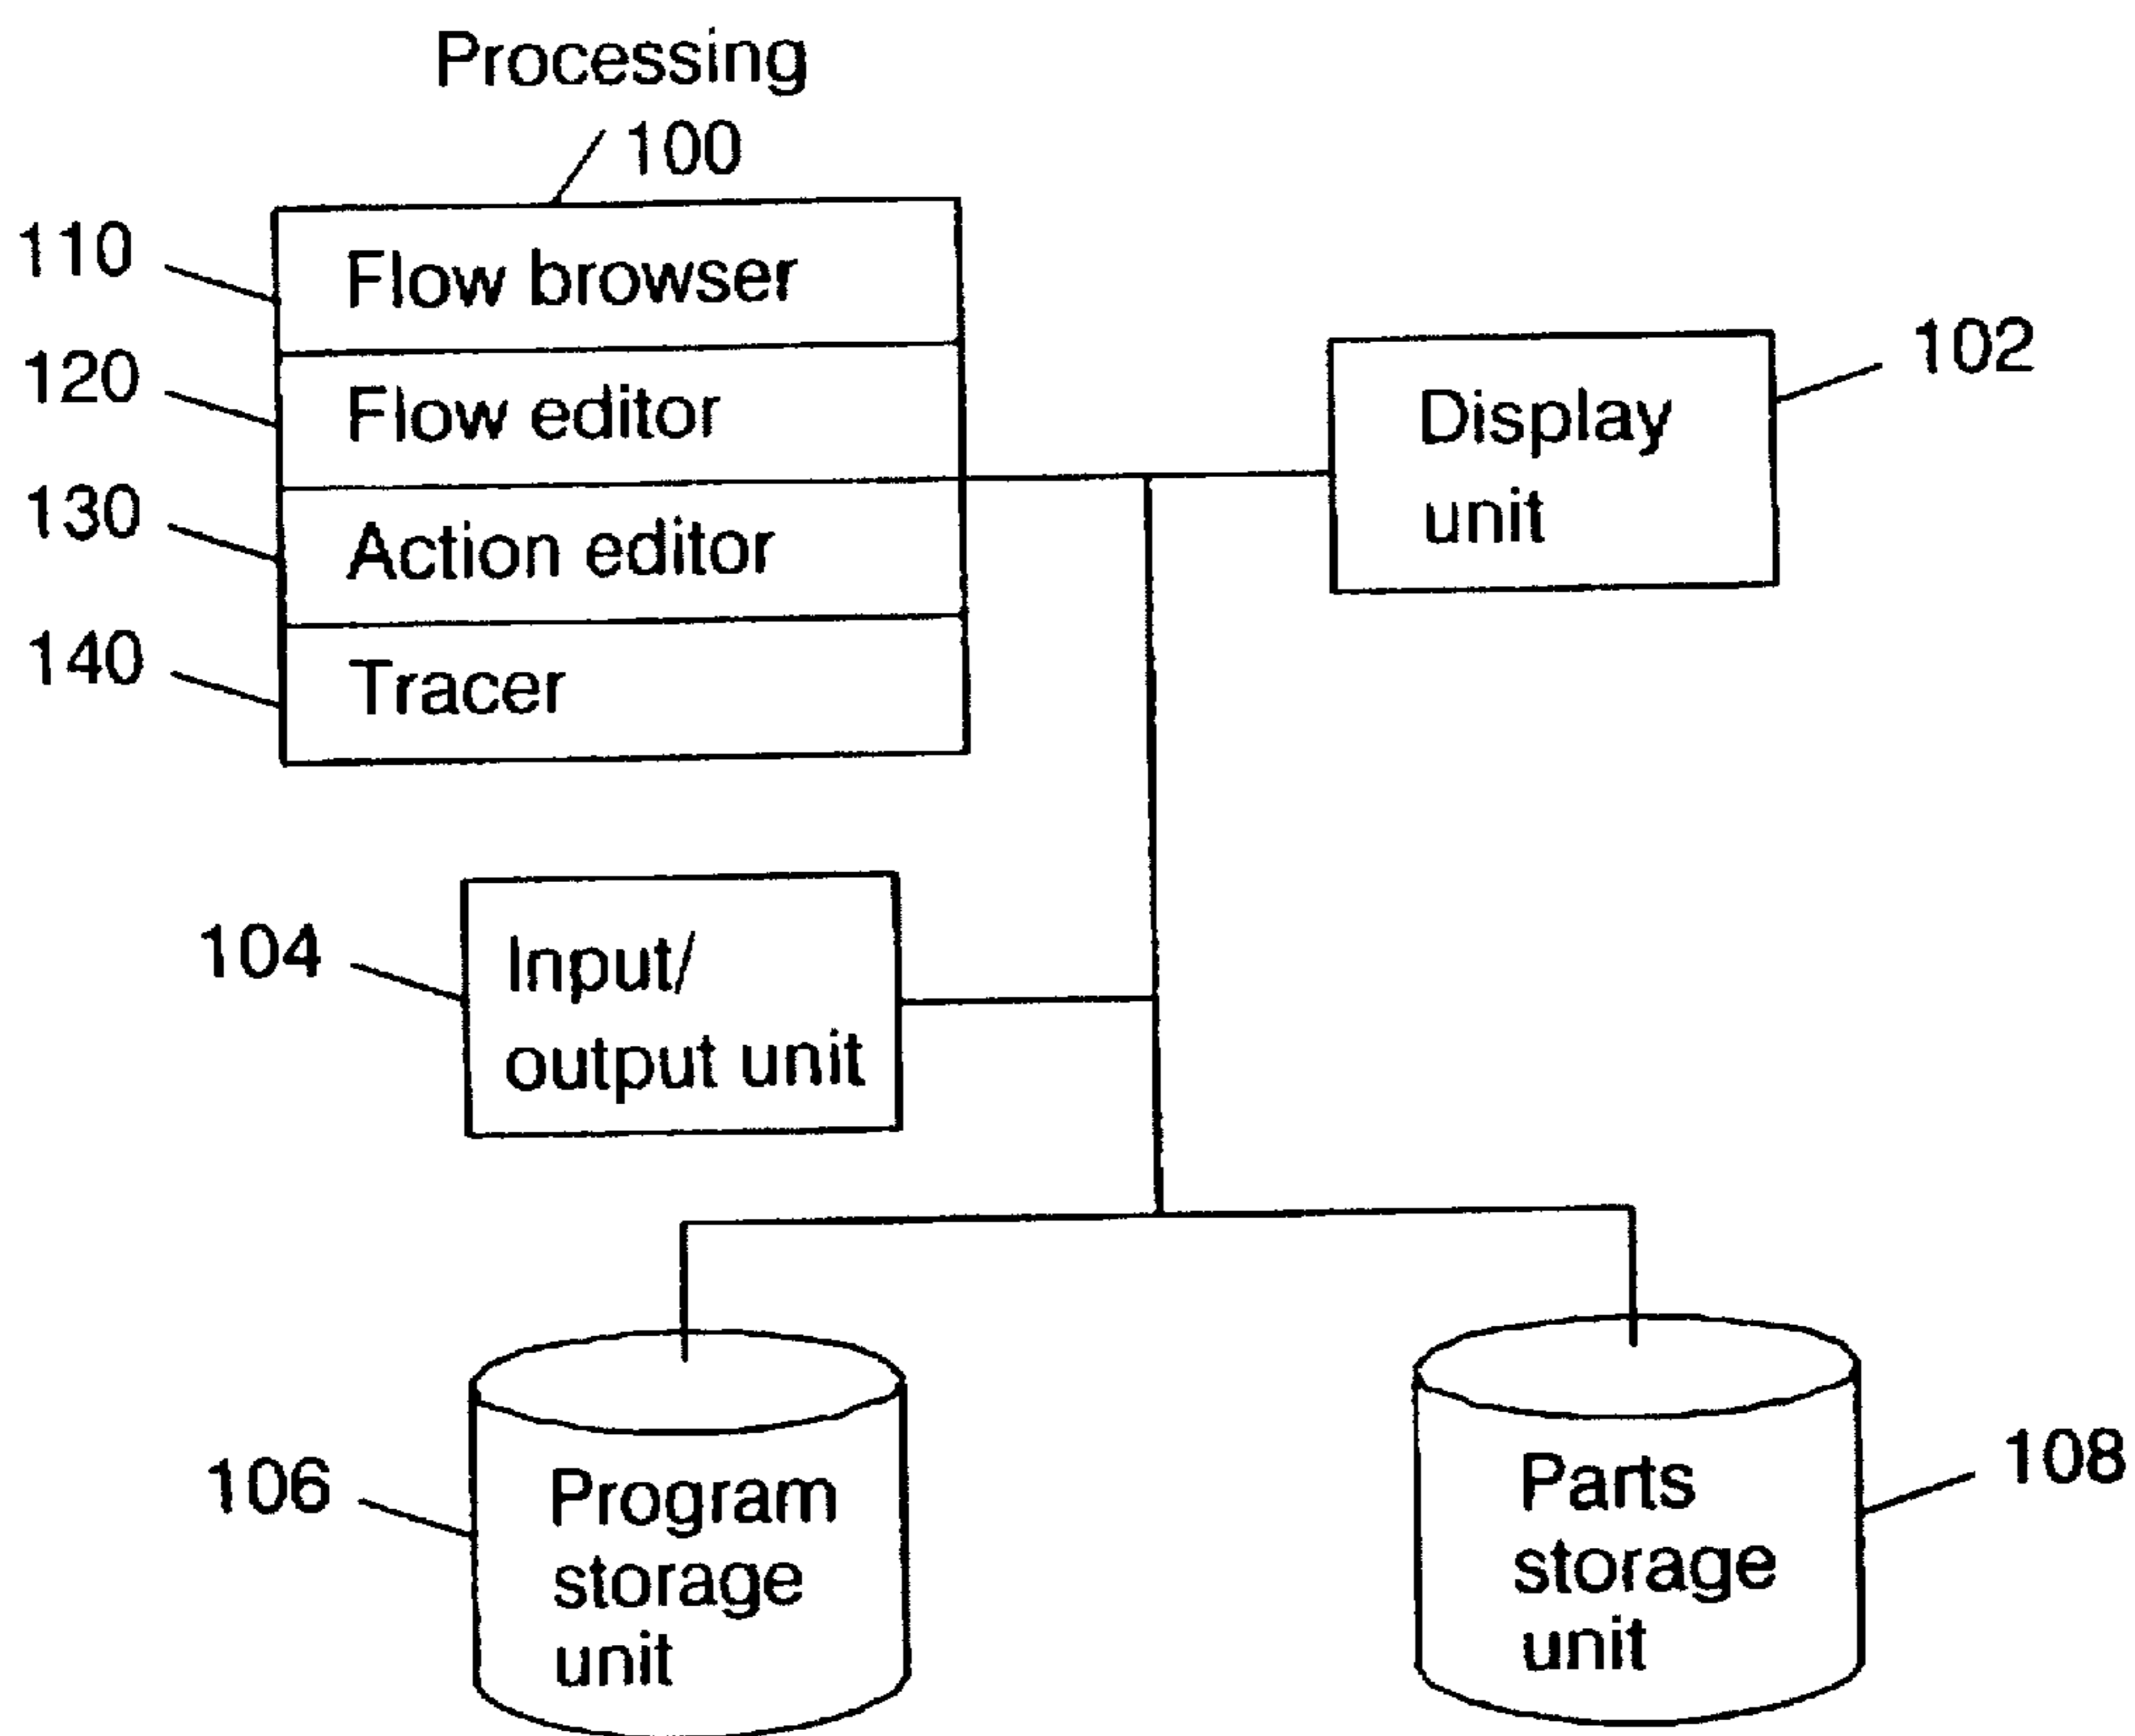 Processing
100
110
Flow browser
120
Flow editor
130
Action editor
140
Tracer
102
Display
unit
104
Input/
output unit
106
Program
storage
unit
108
Parts
storage
unit